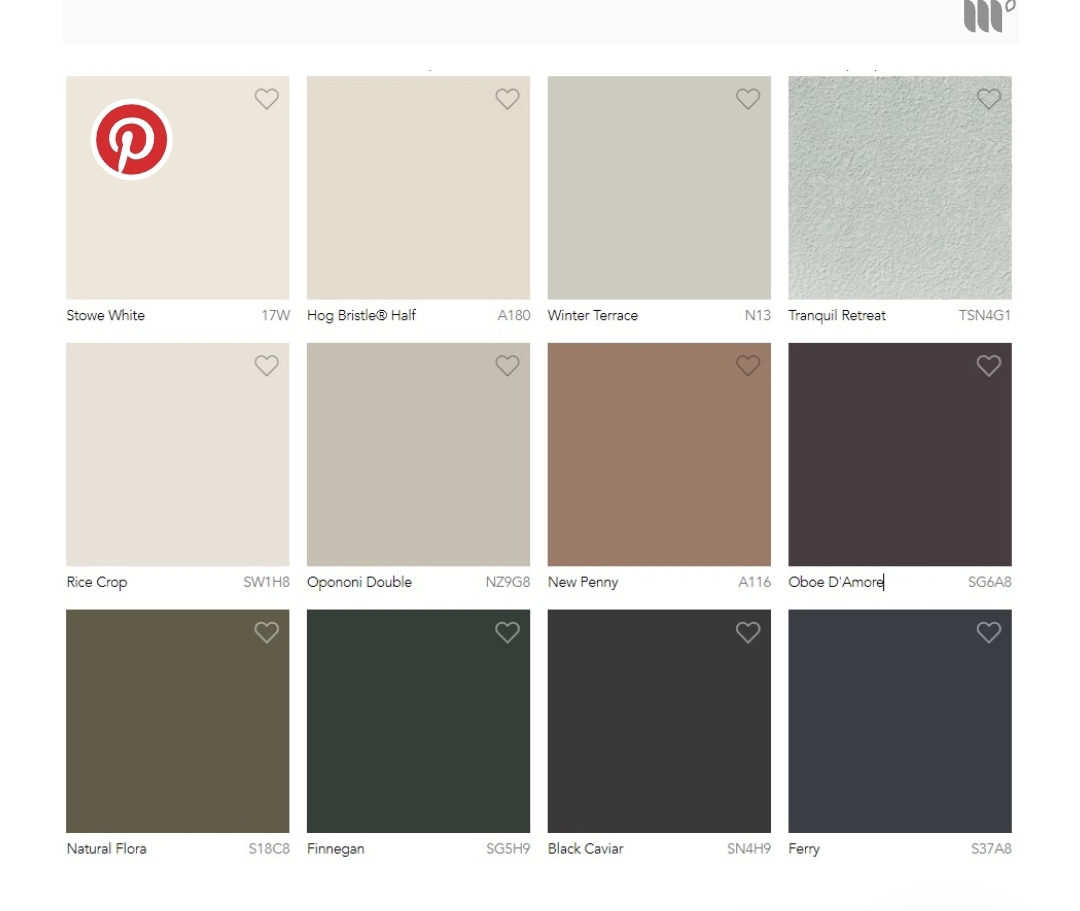 Stowe White 17W Hog Bristle® Half A180 Winter Terrace N13 Tranquil Retreat TSN4G1
Rice Crop SW1H8 Opononi Double NZ9G8 New Penny A116 Oboe D'Amore SG6A8
Natural Flora S18C8 Finnegan SG5H9 Black Caviar SN4H9 Ferry S37A8